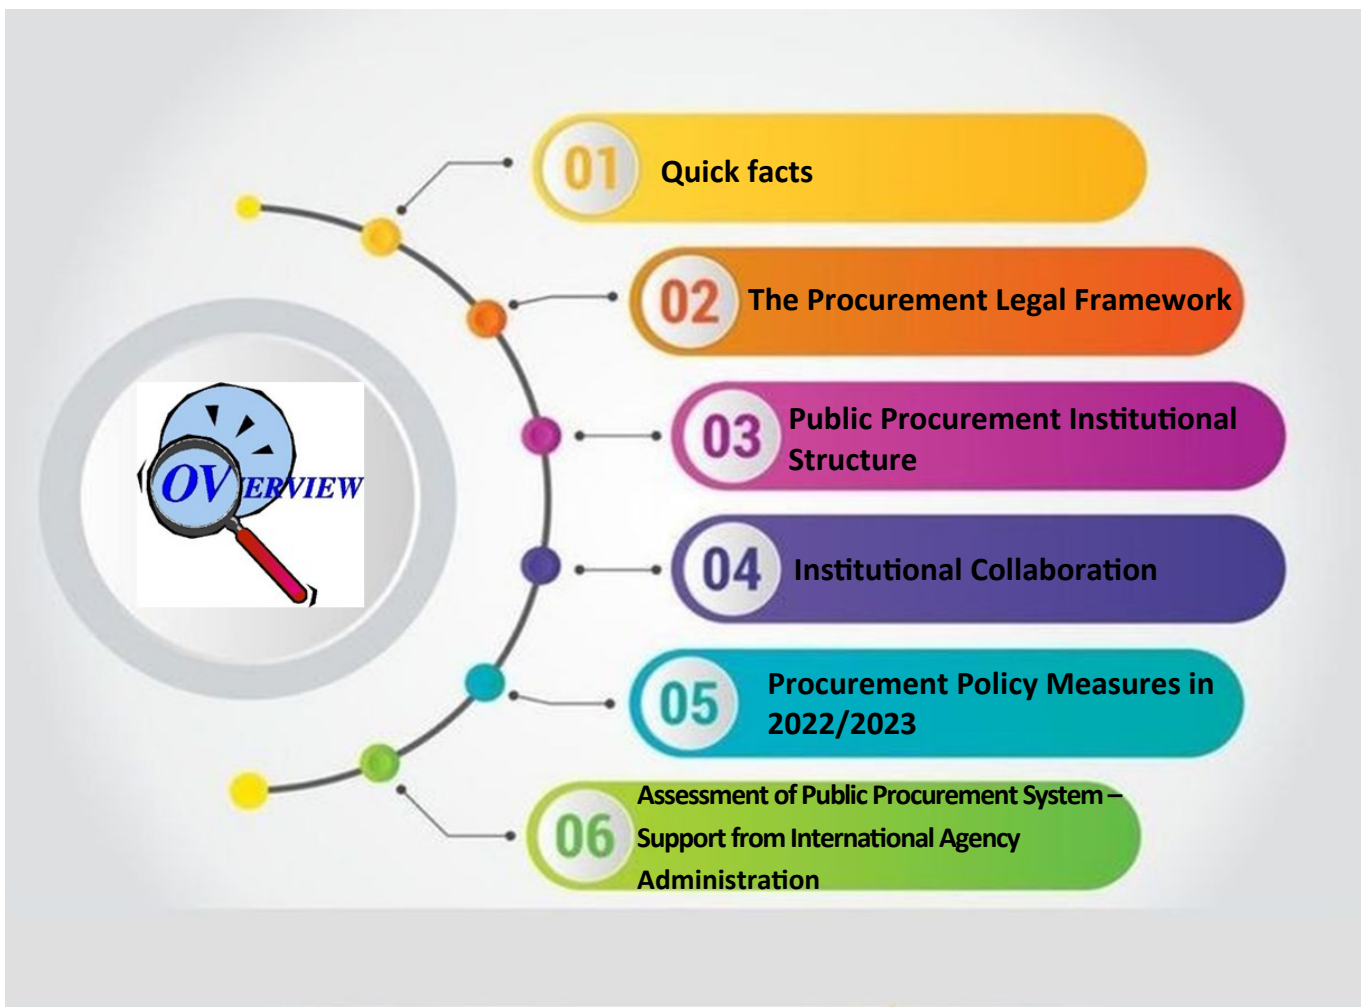 OVERVIEW
01
Quick facts
02
The Procurement Legal Framework
03
Public Procurement Institutional
Structure
04
Institutional Collaboration
05
Procurement Policy Measures in
2022/2023
06
Assessment of Public Procurement System –
Support from International Agency
Administration